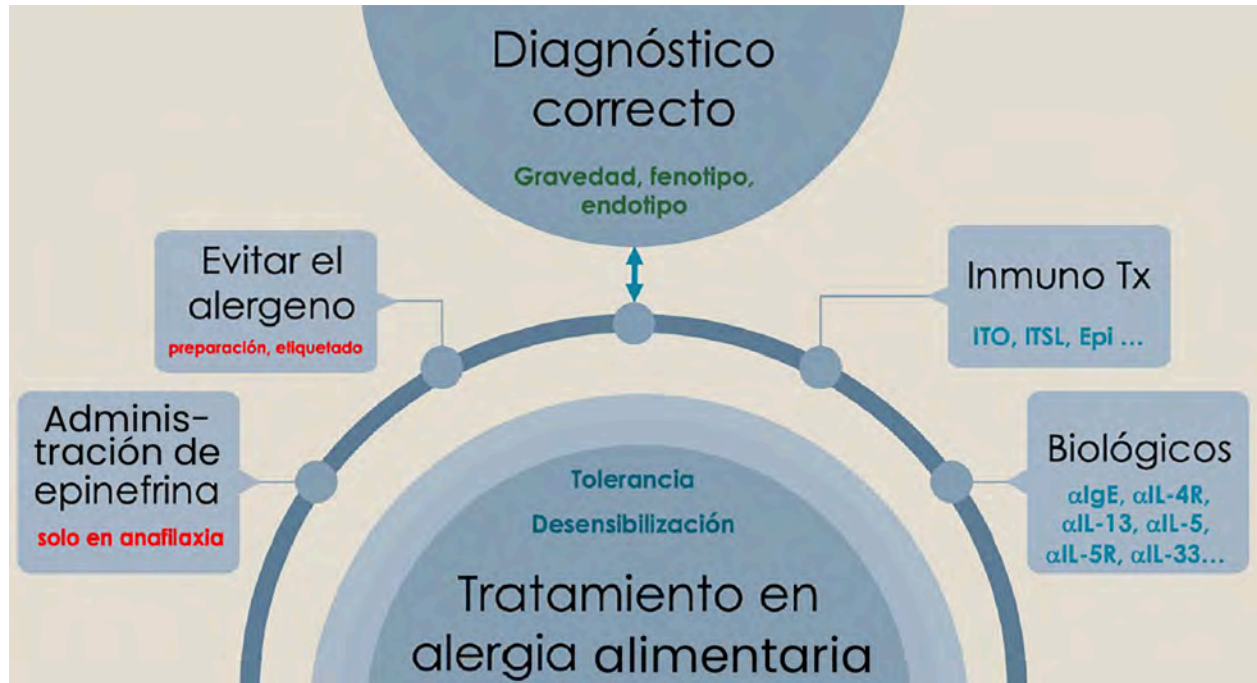 Diagnóstico
correcto
Gravedad, fenotipo,
endotipo
Evitar el
alergeno
preparación, etiquetado
Adminis-
tración de
epinefrina
solo en anafilaxia
Inmuno Tx
ITO, ITSL, Epi ...
Biológicos
αIgE, αIL-4R,
αIL-13, αIL-5,
αIL-5R, αIL-33...
Tolerancia
Desensibilización
Tratamiento en
alergia alimentaria